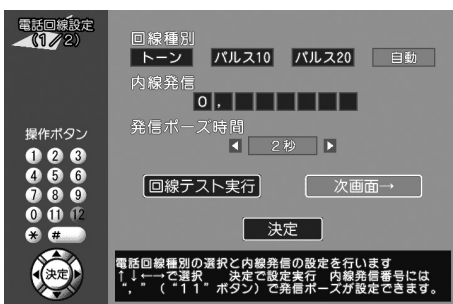 電話回線設定
(1/2)
回線種別
トーン パルス10 パルス20 自動
内線発信
0,
発信ポーズ時間
◀ 2秒 ▶
操作ボタン
1 2 3
4 5 6
7 8 9
0 11 12
* #
決定
回線テスト実行 次画面→
決定
電話回線種別の選択と内線発信の設定を行います
↑↓←→で選択 決定で設定実行 内線発信番号には
“,”(“11”ボタン)で発信ポーズが設定できます。